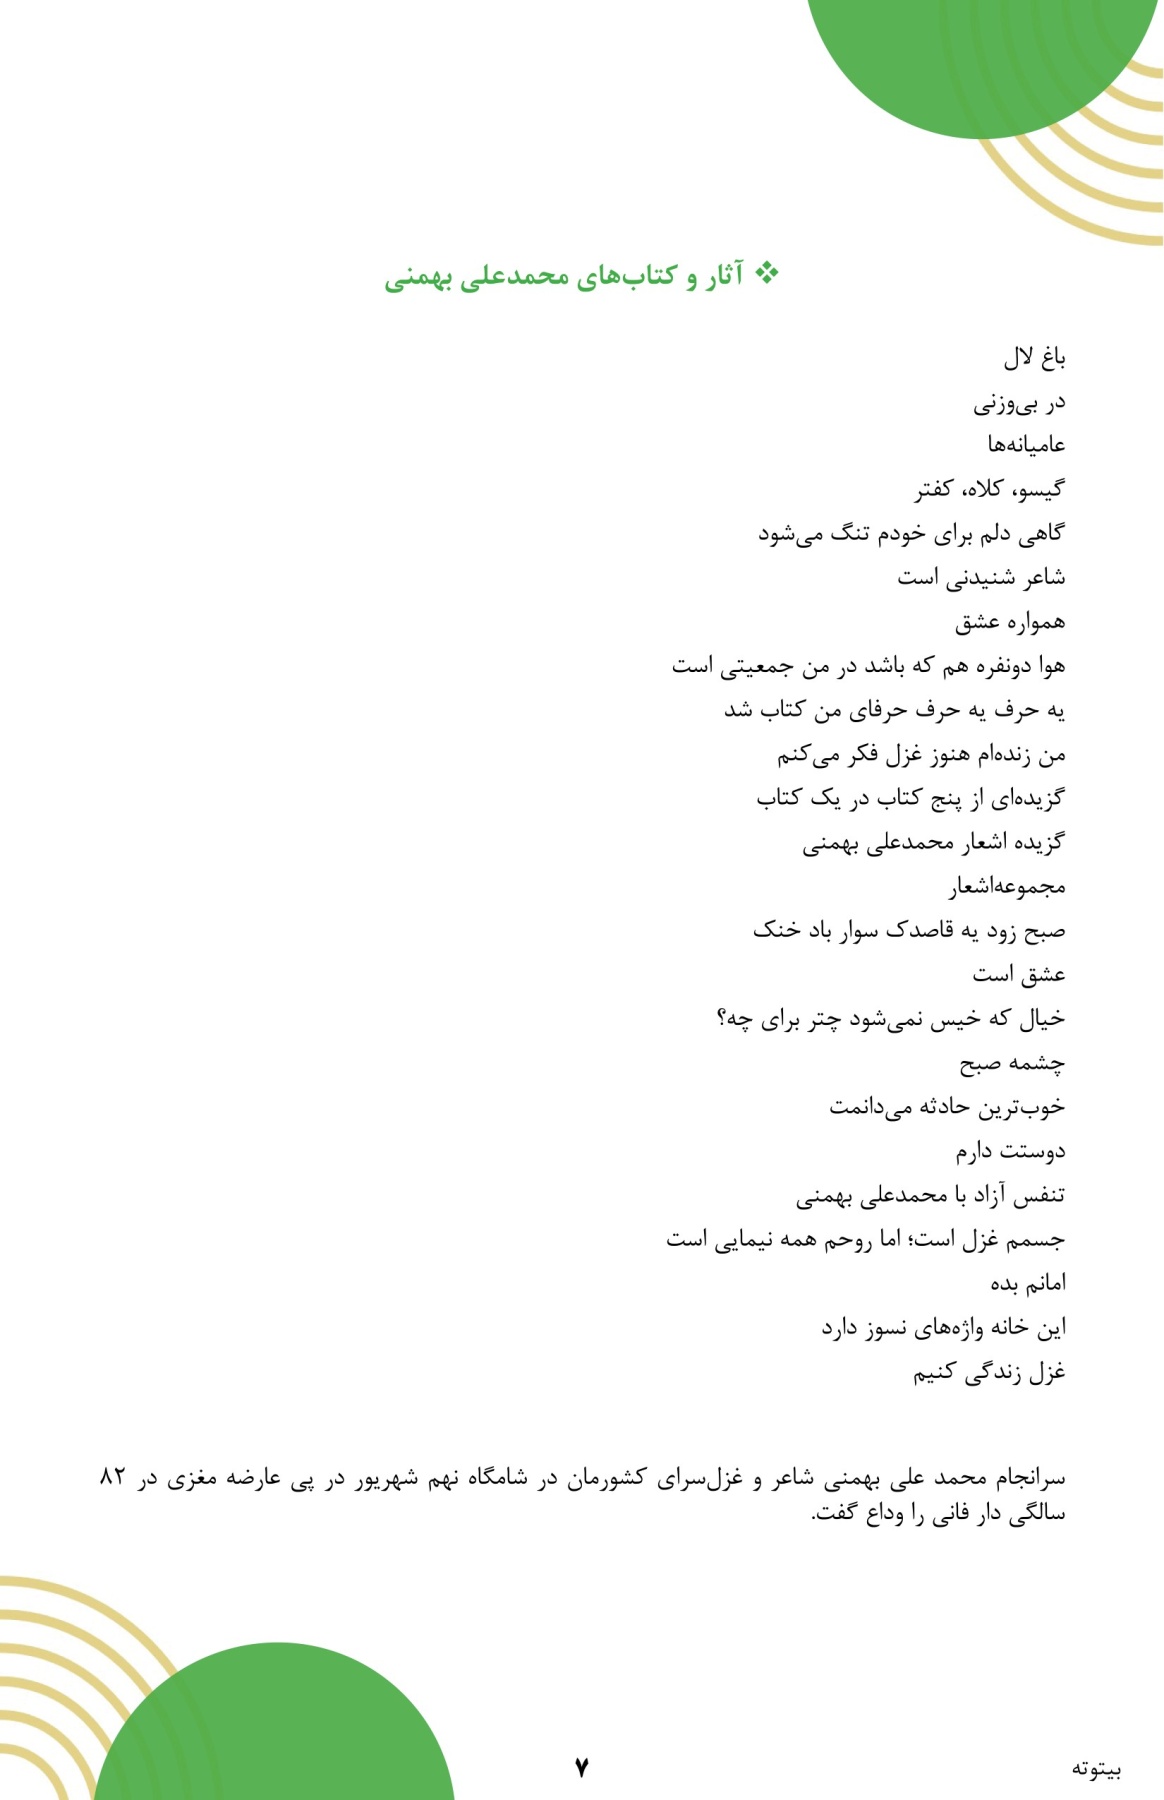 ❖ آثار و کتاب‌های محمدعلی بهمنی
باغ لال
در بی‌وزنی
عامیانه‌ها
گیسو، کلاه، کفتر
گاهی دلم برای خودم تنگ می‌شود
شاعر شنیدنی است
همواره عشق
هوا دونفره هم که باشد در من جمعیتی است
یه حرف یه حرف حرفای من کتاب شد
من زنده‌ام هنوز غزل فکر می‌کنم
گزیده‌ای از پنج کتاب در یک کتاب
گزیده اشعار محمدعلی بهمنی
مجموعه‌اشعار
صبح زود یه قاصدک سوار باد خنک
عشق است
خیال که خیس نمی‌شود چتر برای چه؟
چشمه صبح
خوب‌ترین حادثه می‌دانمت
دوستت دارم
تنفس آزاد با محمدعلی بهمنی
جسمم غزل است؛ اما روحم همه نیمایی است
امانم بده
این خانه واژه‌های نسوز دارد
غزل زندگی کنیم
سرانجام محمد علی بهمنی شاعر و غزل‌سرای کشورمان در شامگاه نهم شهریور در پی عارضه مغزی در ۸۲
سالگی دار فانی را وداع گفت.
بیتوته
۷